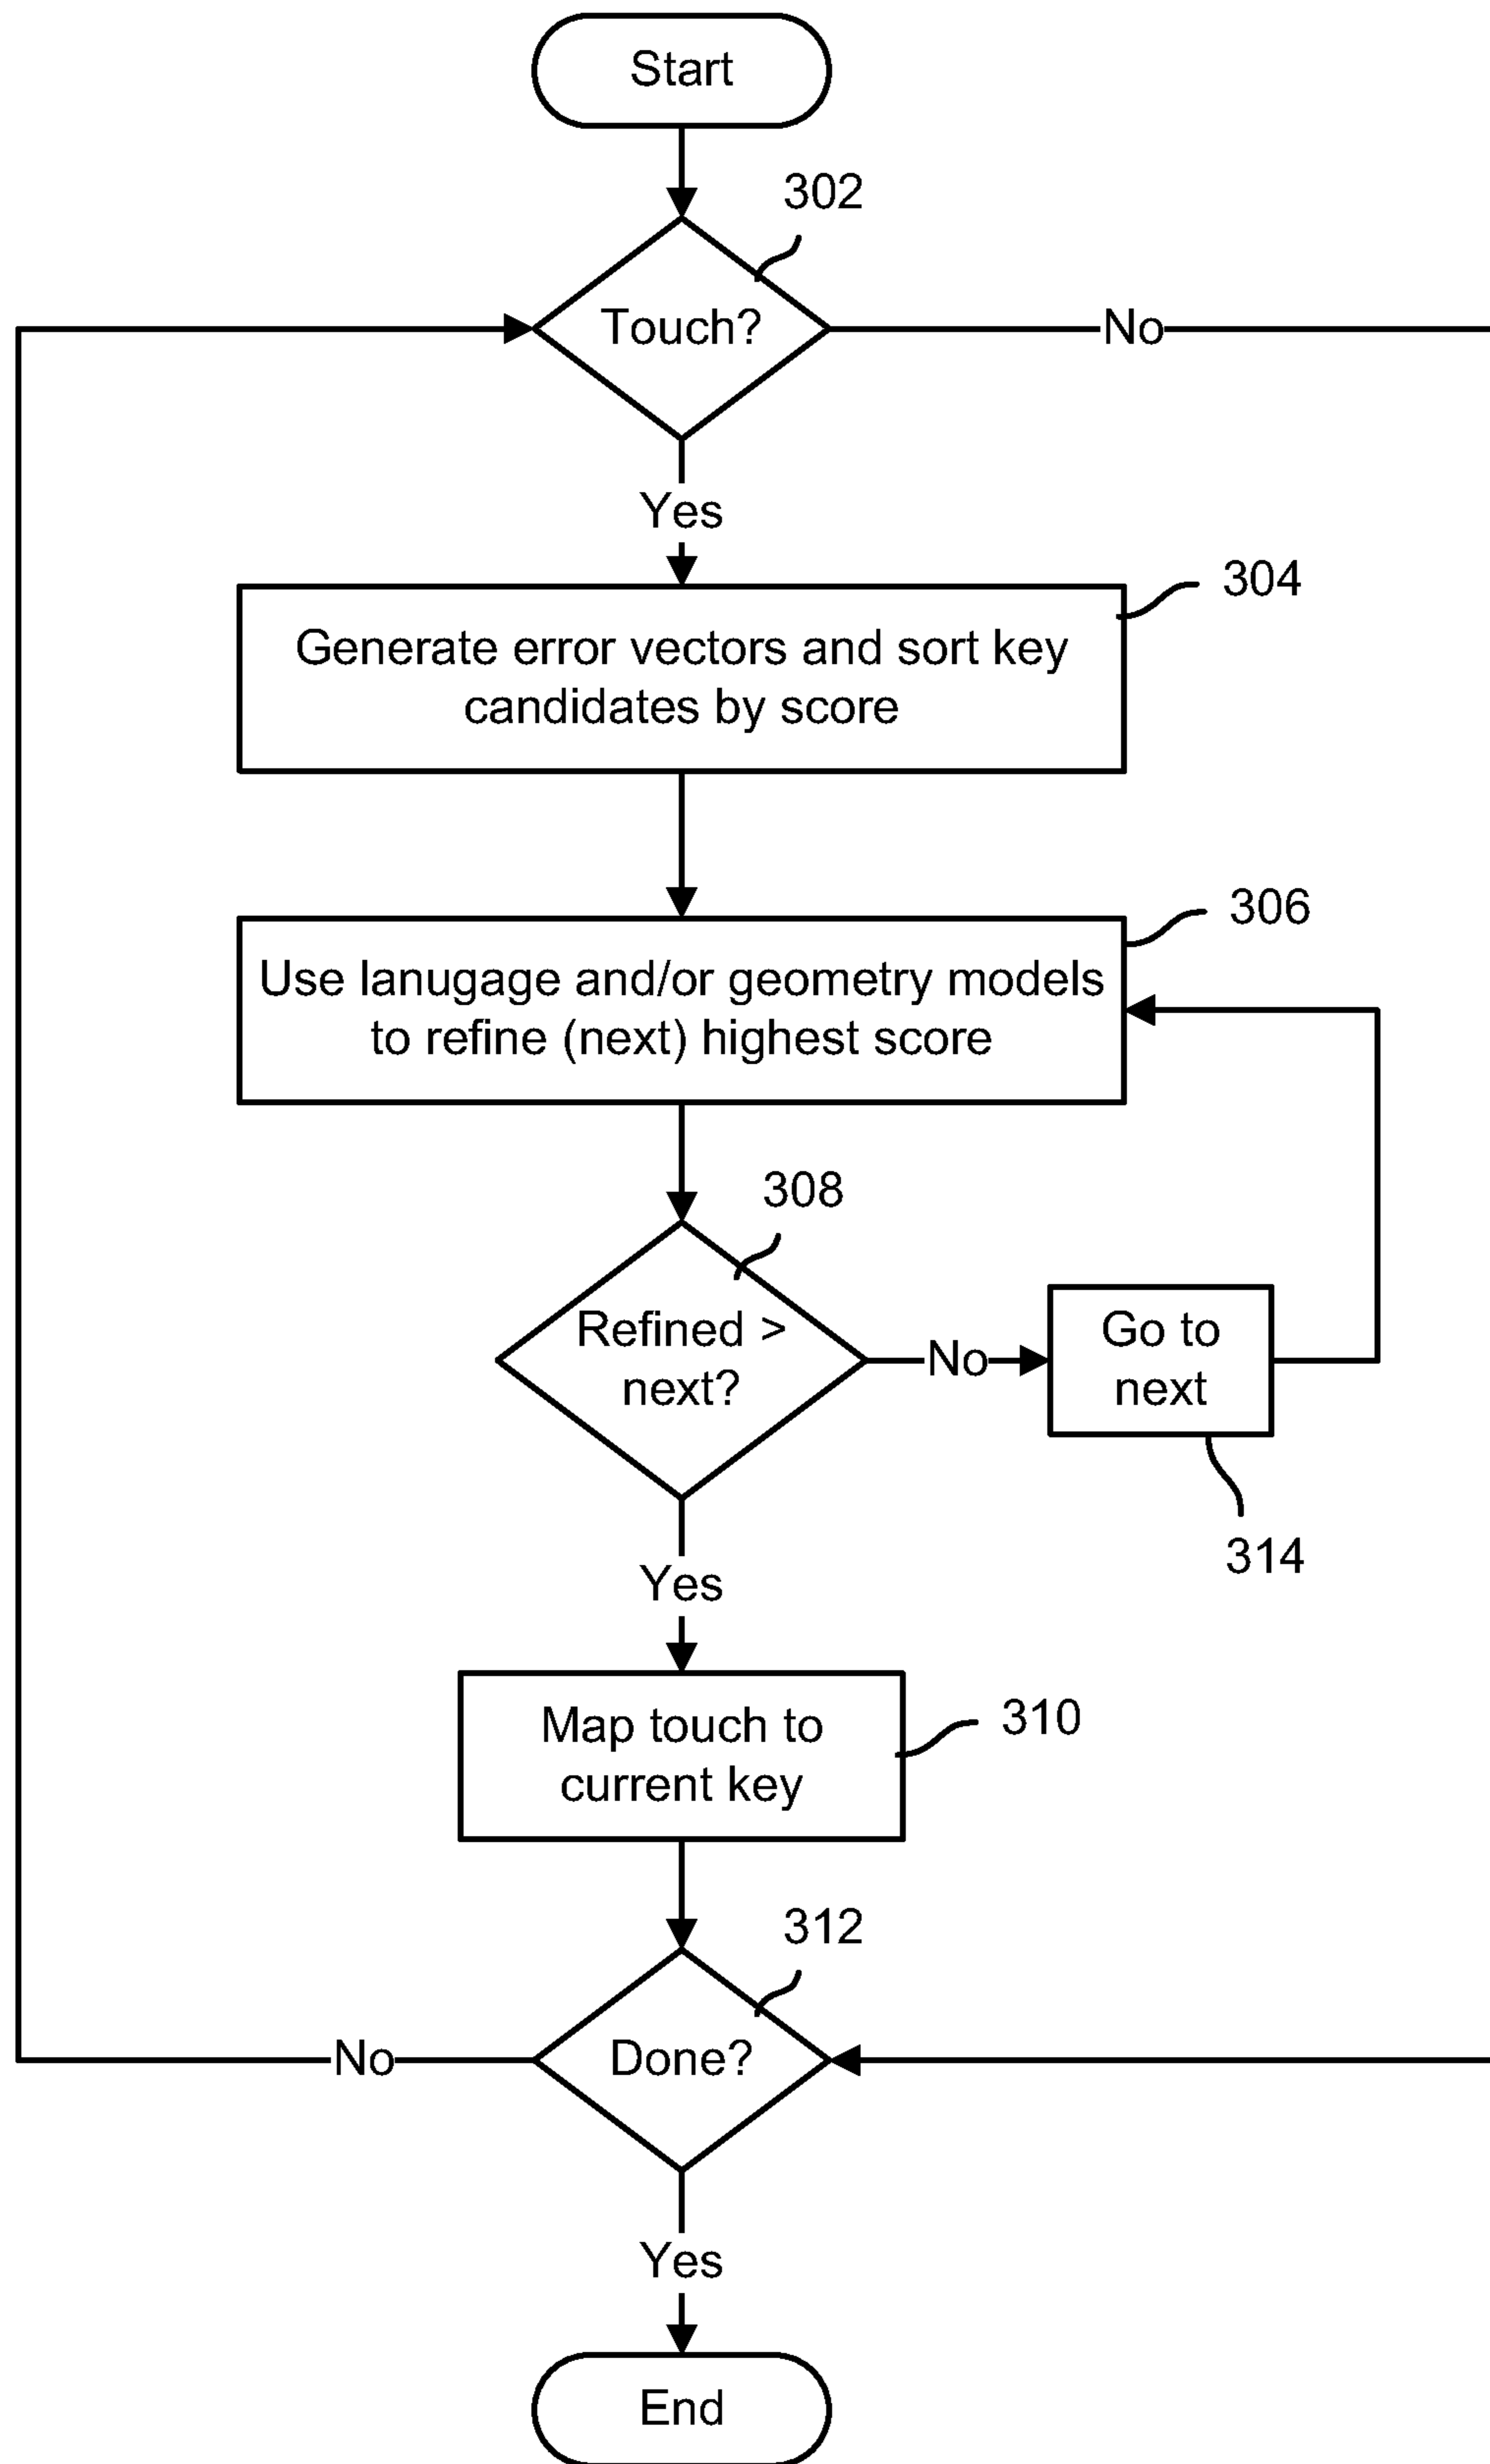 Start
302
Touch?
No
Yes
304
Generate error vectors and sort key
candidates by score
306
Use lanugage and/or geometry models
to refine (next) highest score
308
Refined >
next?
No
Go to
next
314
Yes
Map touch to
current key
310
312
Done?
No
Yes
End